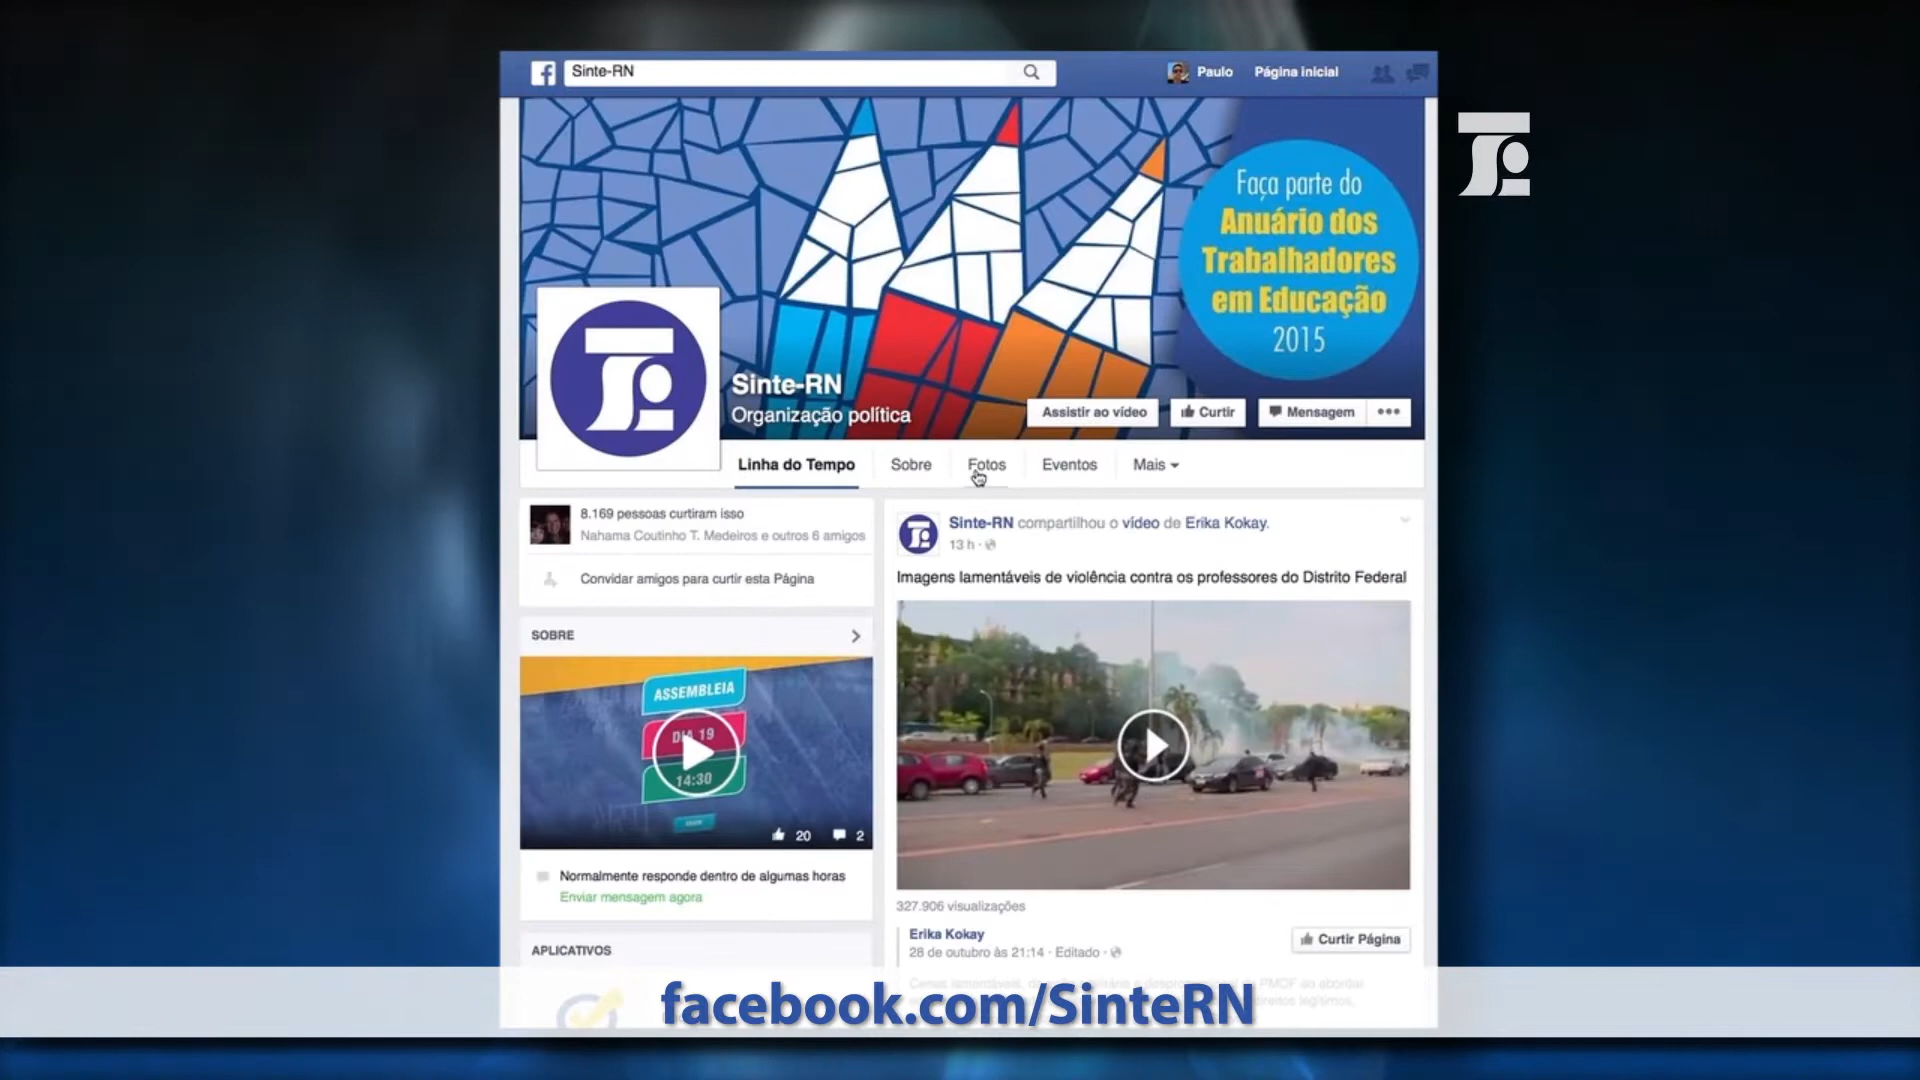 Sinte-RN
Paulo
Página inicial
Faça parte do
Anuário dos
Trabalhadores
em Educação
2015
Sinte-RN
Organização política
Assistir ao vídeo
Curtir
Mensagem
Linha do Tempo
Sobre
Fotos
Eventos
Mais
8.169 pessoas curtiram isso
Nahama Coutinho T. Medeiros e outros 6 amigos
Convidar amigos para curtir esta Página
SOBRE
ASSEMBLEIA
DIA 19
14:30
20
2
Normalmente responde dentro de algumas horas
Enviar mensagem agora
APLICATIVOS
Sinte-RN compartilhou o vídeo de Erika Kokay.
13 h
Imagens lamentáveis de violência contra os professores do Distrito Federal
327.906 visualizações
Erika Kokay
28 de outubro às 21:14 · Editado
Curtir Página
facebook.com/SinteRN